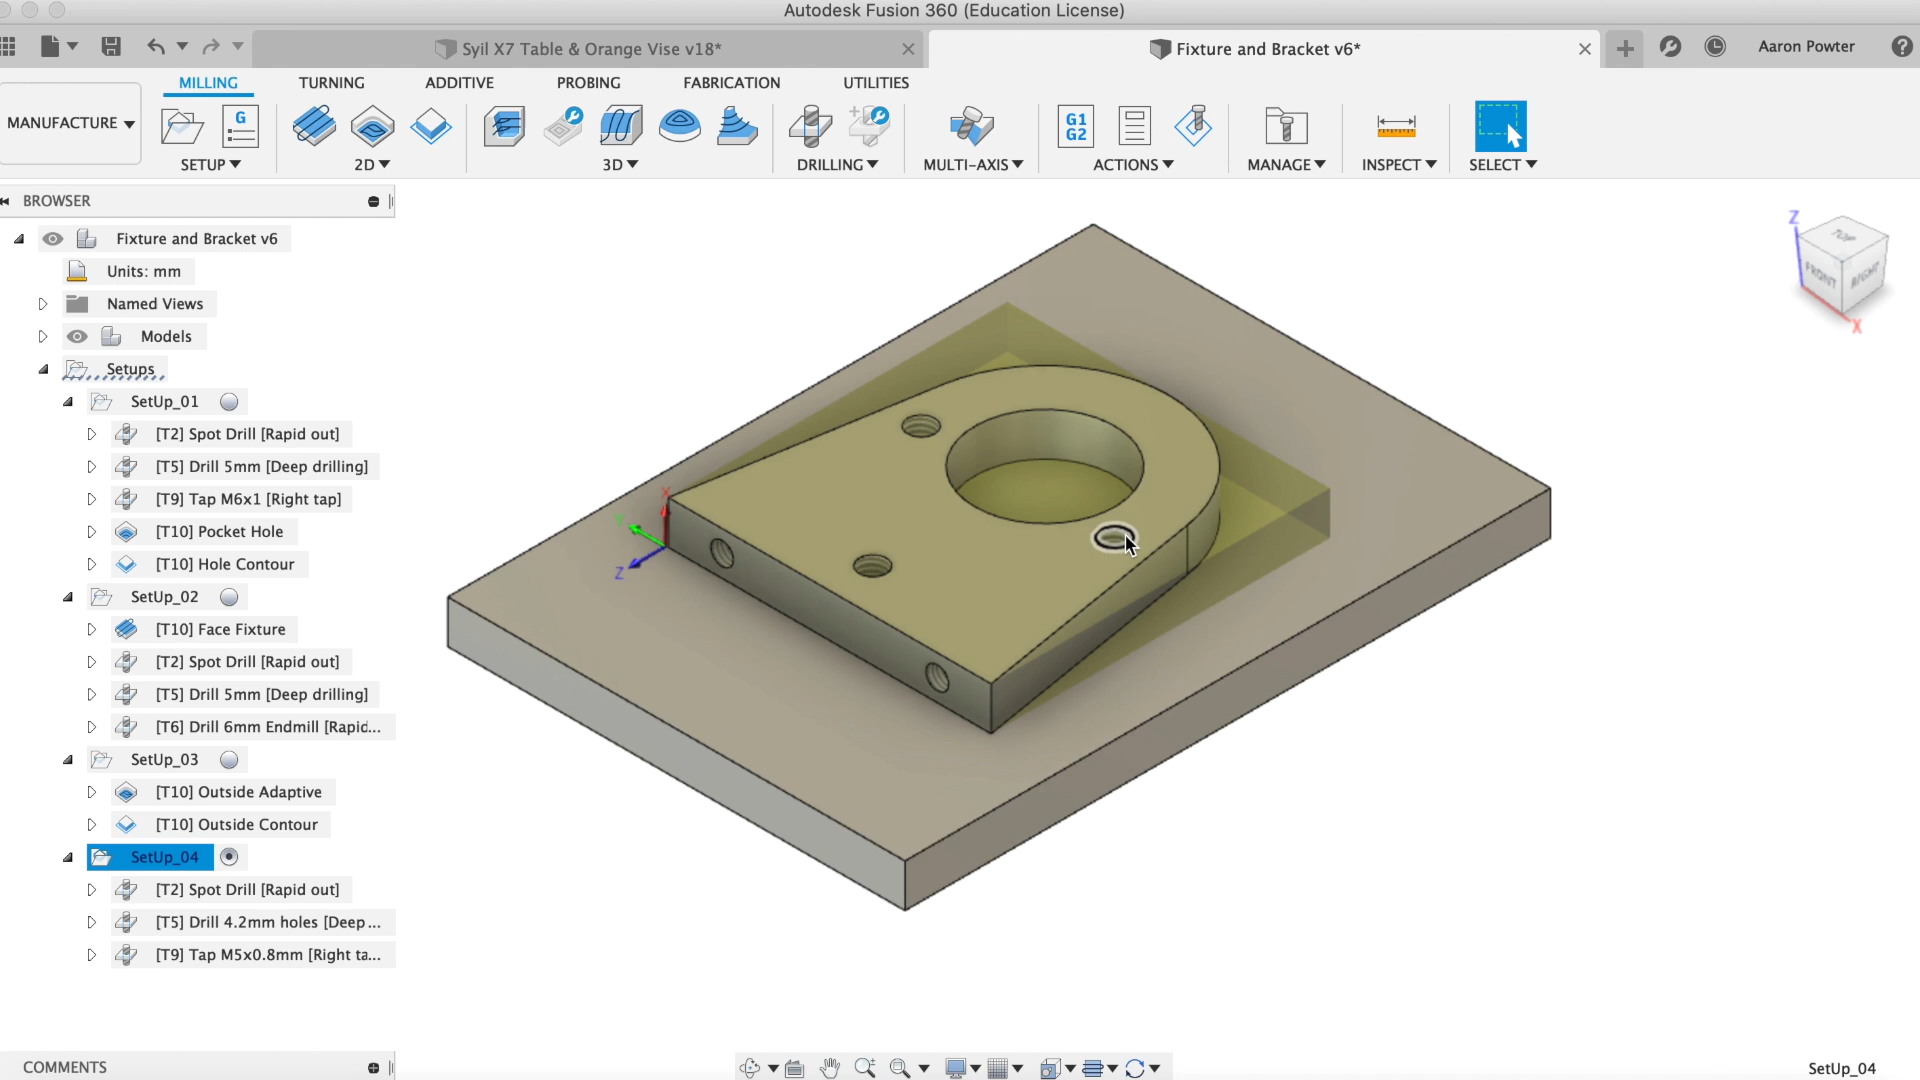 Autodesk Fusion 360 (Education License)
Syil X7 Table & Orange Vise v18*
Fixture and Bracket v6*
Aaron Powter
MILLING TURNING ADDITIVE PROBING FABRICATION UTILITIES
MANUFACTURE
G
G1
G2
SETUP 2D 3D DRILLING MULTI-AXIS ACTIONS MANAGE INSPECT SELECT
BROWSER
Fixture and Bracket v6
Units: mm
Named Views
Models
Setups
SetUp_01
[T2] Spot Drill [Rapid out]
[T5] Drill 5mm [Deep drilling]
[T9] Tap M6x1 [Right tap]
[T10] Pocket Hole
[T10] Hole Contour
SetUp_02
[T10] Face Fixture
[T2] Spot Drill [Rapid out]
[T5] Drill 5mm [Deep drilling]
[T6] Drill 6mm Endmill [Rapid...
SetUp_03
[T10] Outside Adaptive
[T10] Outside Contour
SetUp_04
[T2] Spot Drill [Rapid out]
[T5] Drill 4.2mm holes [Deep ...
[T9] Tap M5x0.8mm [Right ta...
X
Y
Z
Z
TOP
FRONT
RIGHT
X
COMMENTS
SetUp_04